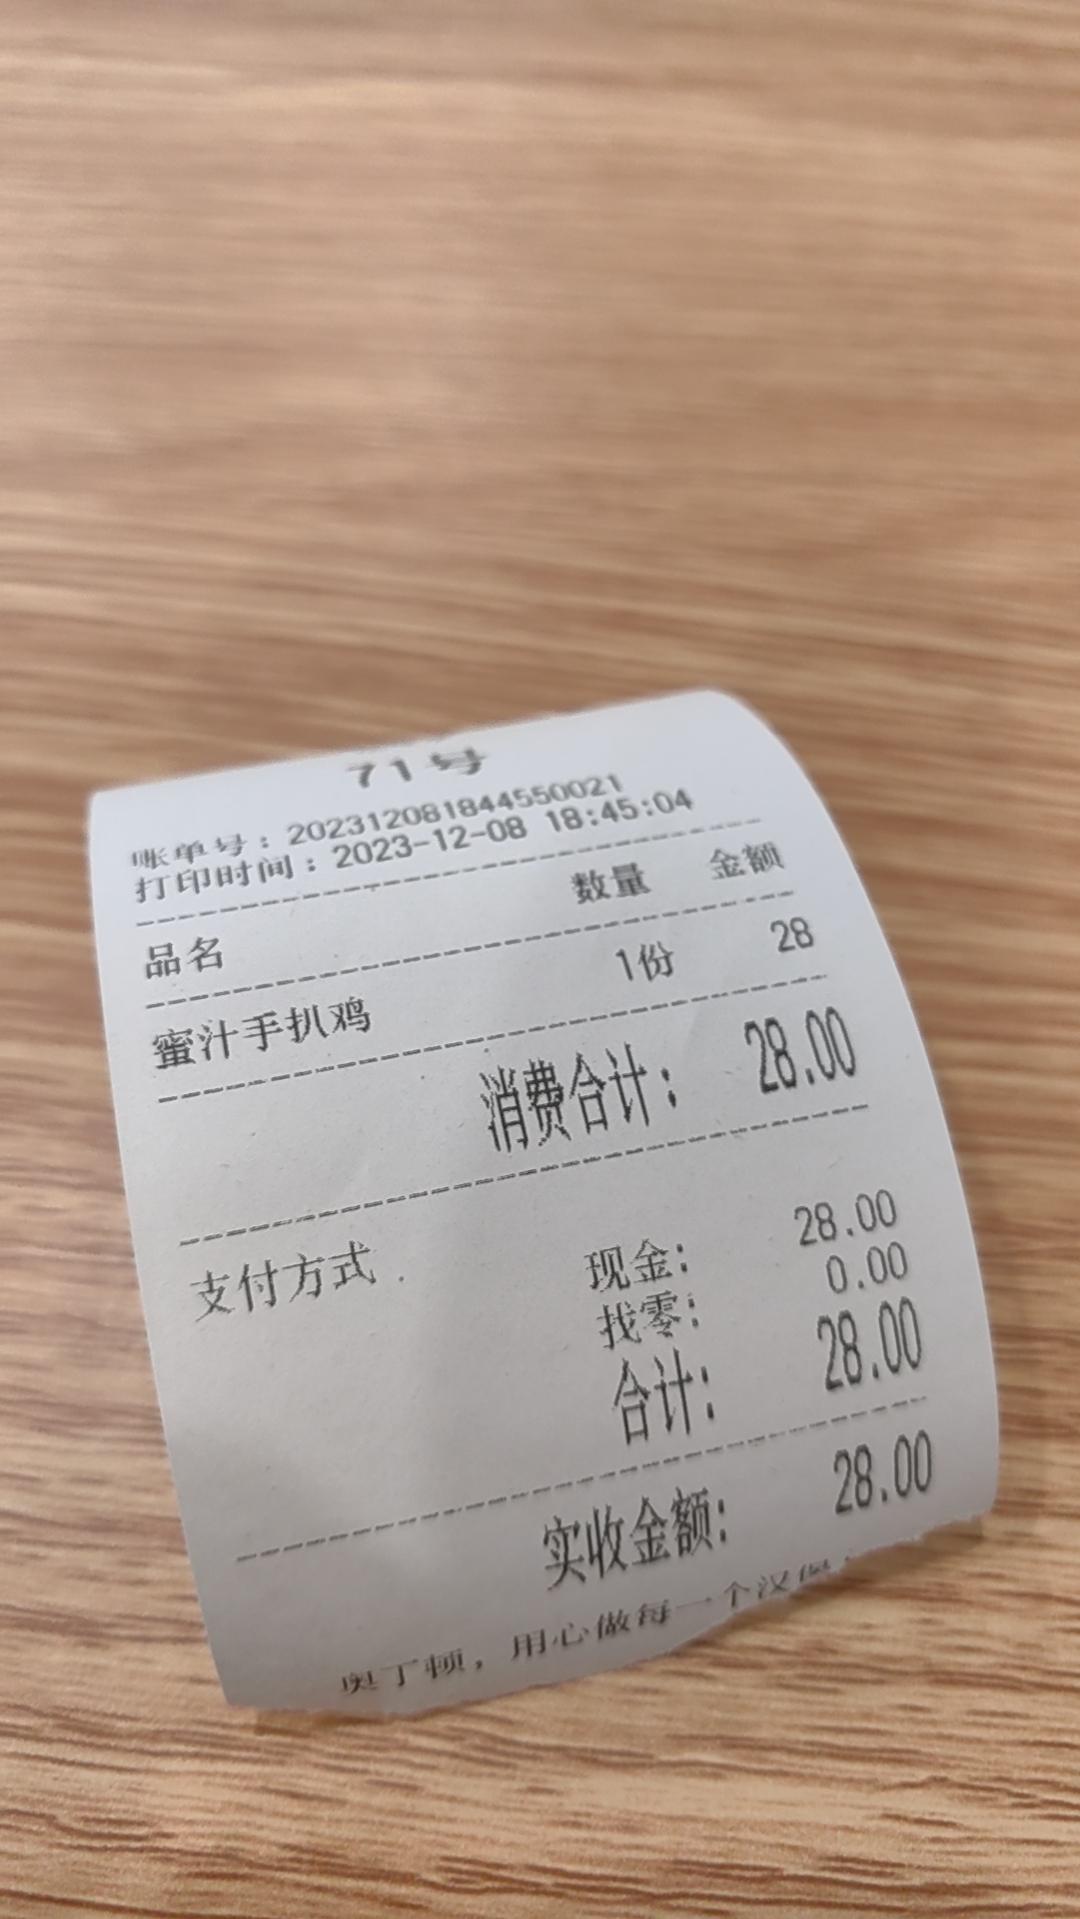 71号
账单号：202312081844550021
打印时间：2023-12-08 18:45:04
品名 数量 金额
蜜汁手扒鸡 1份 28
消费合计： 28.00
支付方式 现金： 28.00
找零： 0.00
合计： 28.00
实收金额： 28.00
奥丁顿，用心做每一个汉堡